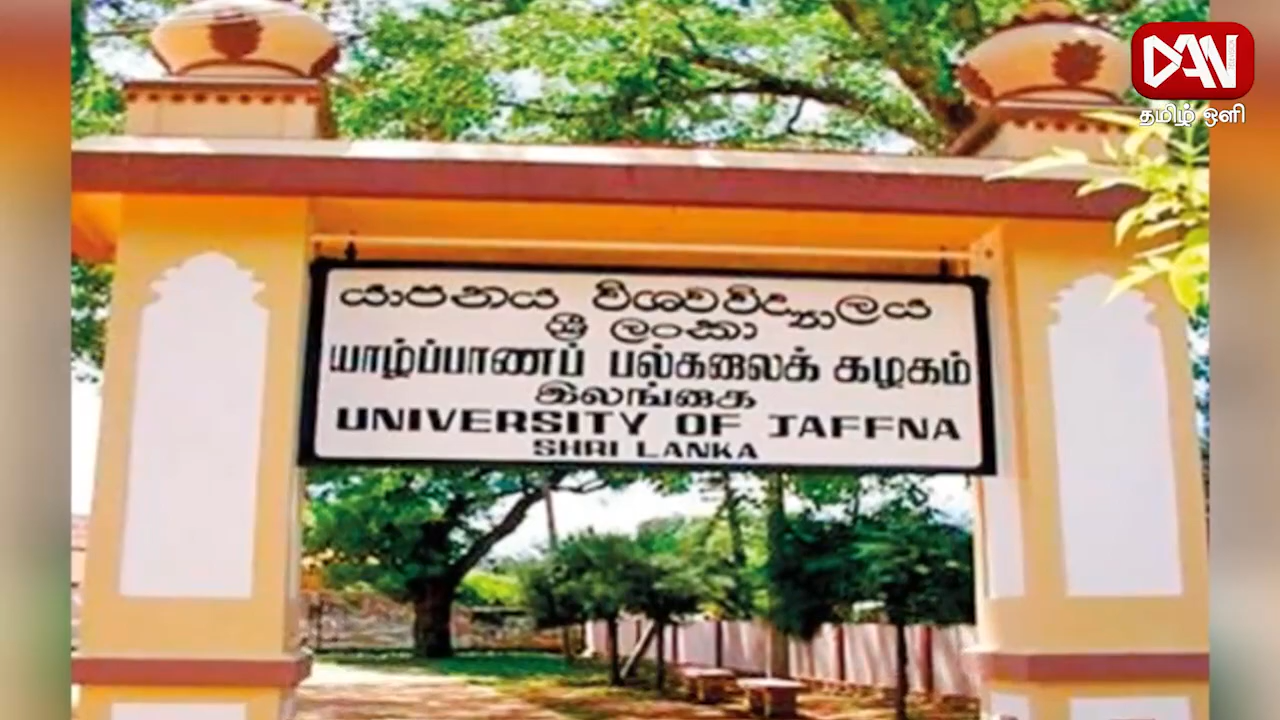 යාපනය විශ්වවිද්‍යාලය
ශ්‍රී ලංකා
யாழ்ப்பாணப் பல்கலைக் கழகம்
இலங்கை
UNIVERSITY OF JAFFNA
SHRI LANKA
DAN
தமிழ் ஒளி